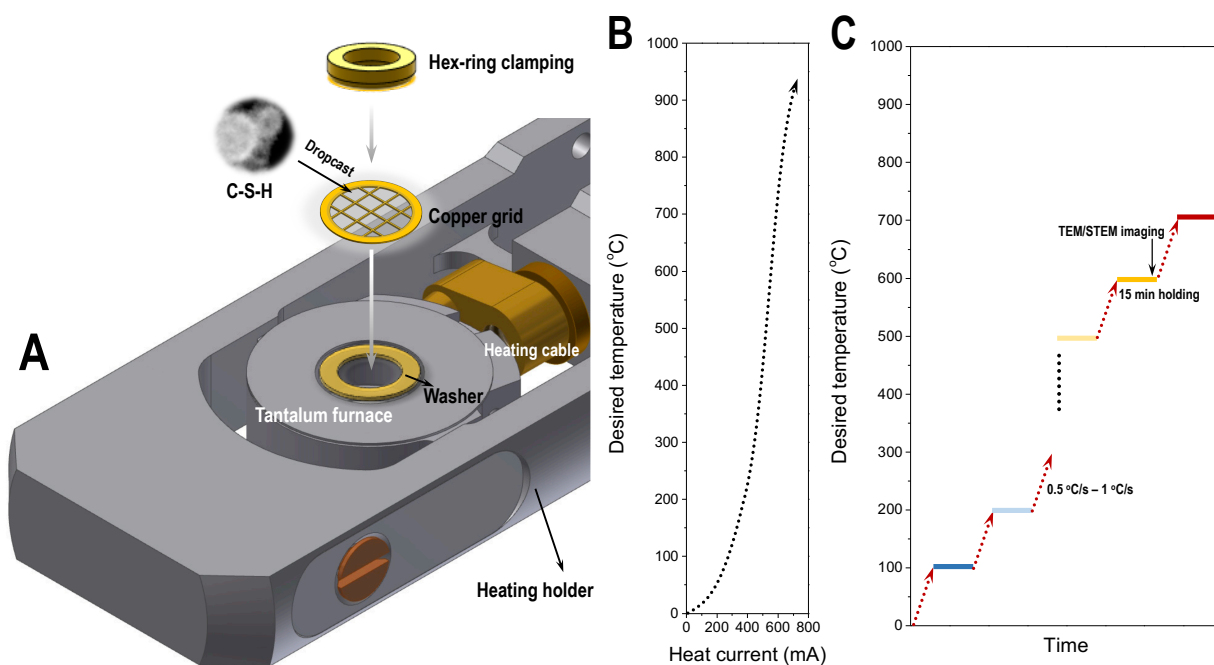 A
Hex-ring clamping
Dropcast
C-S-H
Copper grid
Heating cable
Washer
Tantalum furnace
Heating holder
B
Desired temperature (°C)
1000
900
800
700
600
500
400
300
200
100
0
0 200 400 600 800
Heat current (mA)
C
Desired temperature (°C)
1000
900
800
700
600
500
400
300
200
100
0
TEM/STEM imaging
15 min holding
0.5 °C/s – 1 °C/s
Time